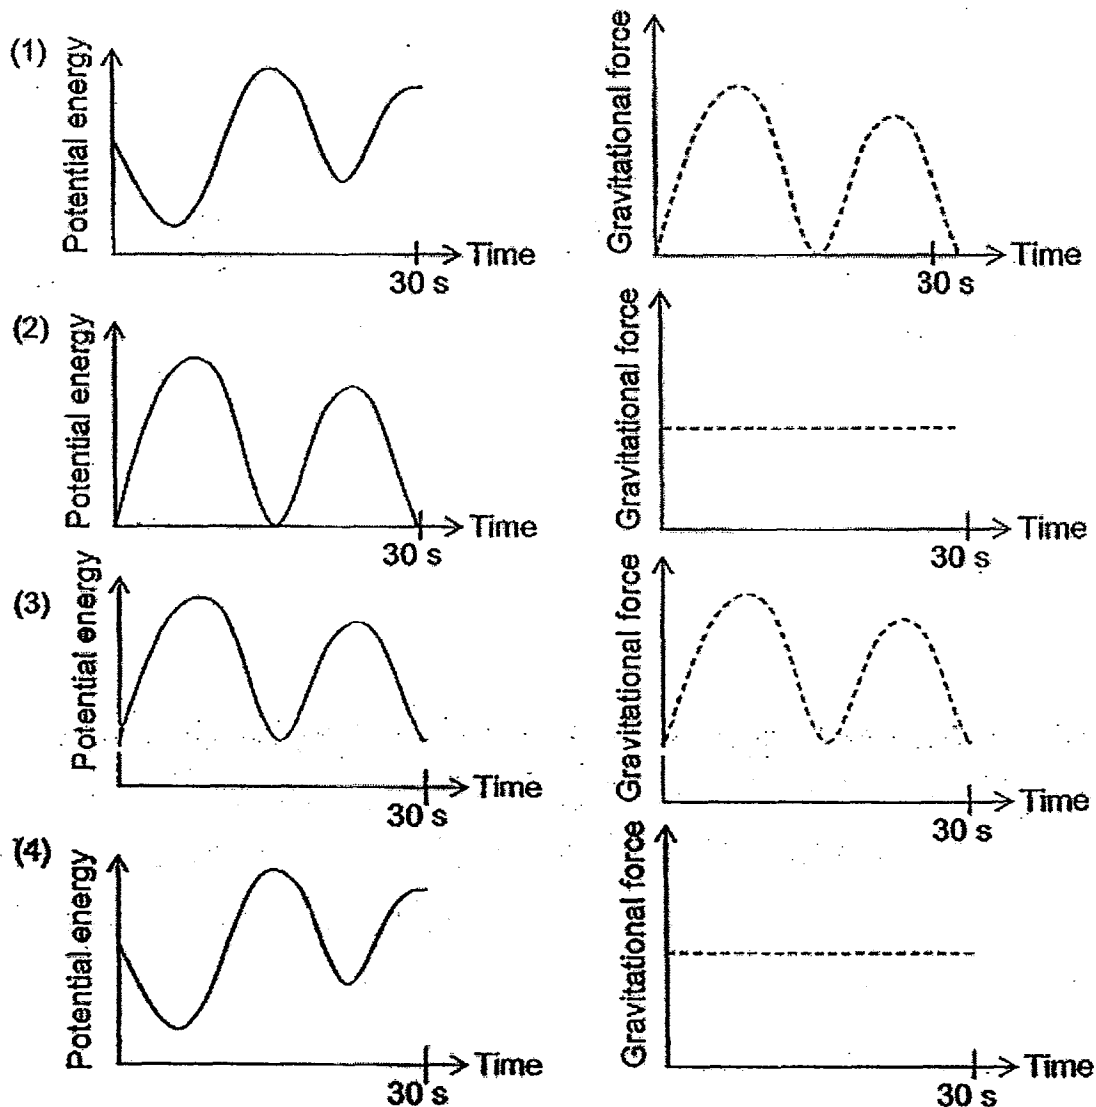 (1)
Potential energy
Time
30 s
Gravitational force
Time
30 s
(2)
Potential energy
Time
30 s
Gravitational force
Time
30 s
(3)
Potential energy
Time
30 s
Gravitational force
Time
30 s
(4)
Potential energy
Time
30 s
Gravitational force
Time
30 s